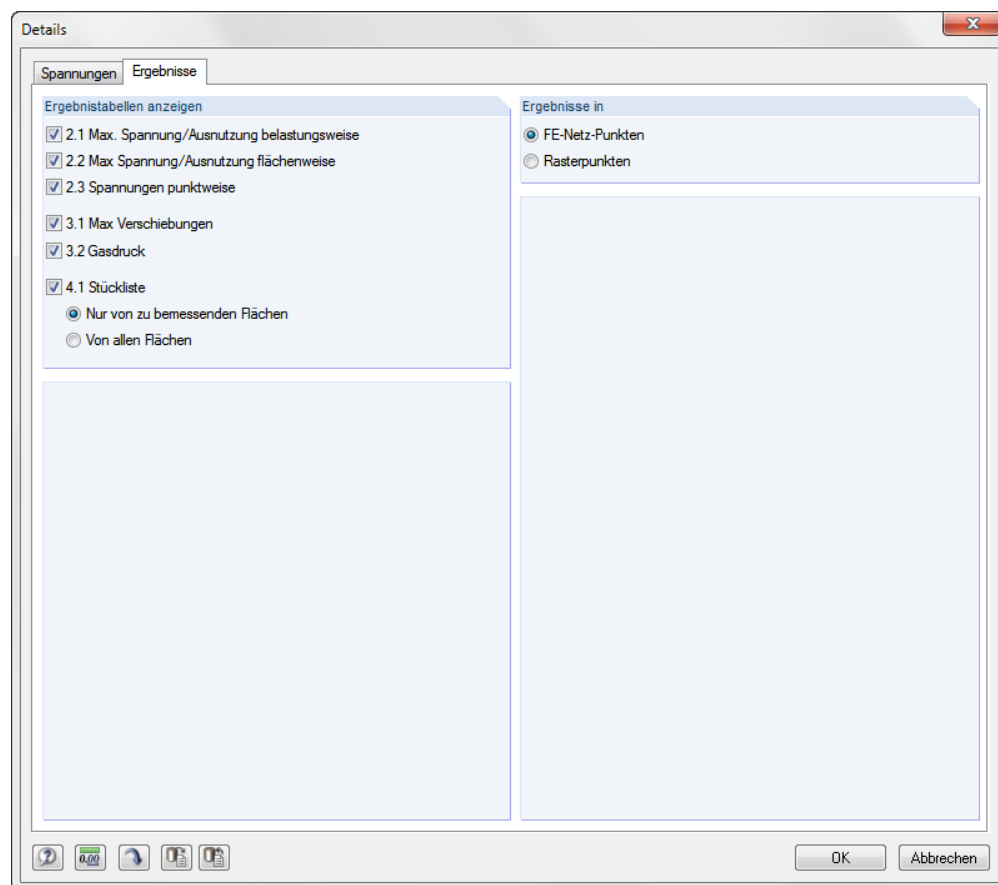 Details
Spannungen
Ergebnisse
Ergebnistabellen anzeigen
2.1 Max. Spannung/Ausnutzung belastungsweise
2.2 Max Spannung/Ausnutzung flächenweise
2.3 Spannungen punktweise
3.1 Max Verschiebungen
3.2 Gasdruck
4.1 Stückliste
Nur von zu bemessenden Flächen
Von allen Flächen
Ergebnisse in
FE-Netz-Punkten
Rasterpunkten
0.00
OK
Abbrechen